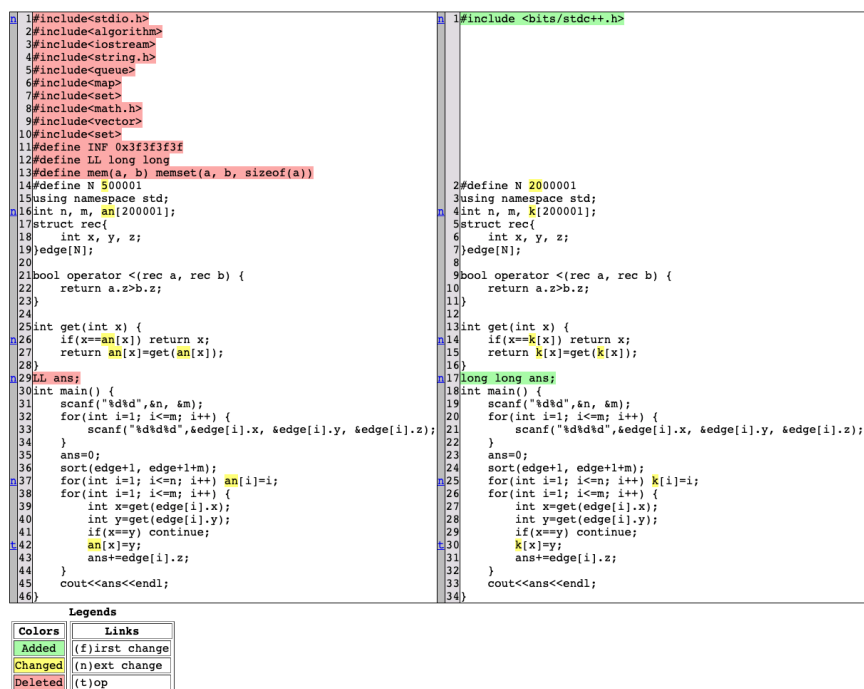 n 1 #include<stdio.h>
2 #include<algorithm>
3 #include<iostream>
4 #include<string.h>
5 #include<queue>
6 #include<map>
7 #include<set>
8 #include<math.h>
9 #include<vector>
10 #include<set>
11 #define INF 0x3f3f3f3f
12 #define LL long long
13 #define mem(a, b) memset(a, b, sizeof(a))
14 #define N 500001
15 using namespace std;
n 16 int n, m, an[200001];
17 struct rec{
18     int x, y, z;
19 }edge[N];
20
21 bool operator <(rec a, rec b) {
22     return a.z>b.z;
23 }
24
25 int get(int x) {
n 26     if(x==an[x]) return x;
27     return an[x]=get(an[x]);
28 }
n 29 LL ans;
30 int main() {
31     scanf("%d%d",&n, &m);
32     for(int i=1; i<=m; i++) {
33         scanf("%d%d%d",&edge[i].x, &edge[i].y, &edge[i].z);
34     }
35     ans=0;
36     sort(edge+1, edge+1+m);
n 37     for(int i=1; i<=n; i++) an[i]=i;
38     for(int i=1; i<=m; i++) {
39         int x=get(edge[i].x);
40         int y=get(edge[i].y);
41         if(x==y) continue;
t 42         an[x]=y;
43         ans+=edge[i].z;
44     }
45     cout<<ans<<endl;
46 }
n 1 #include <bits/stdc++.h>
2 #define N 2000001
3 using namespace std;
n 4 int n, m, k[200001];
5 struct rec{
6     int x, y, z;
7 }edge[N];
8
9 bool operator <(rec a, rec b) {
10     return a.z>b.z;
11 }
12
13 int get(int x) {
n 14     if(x==k[x]) return x;
15     return k[x]=get(k[x]);
16 }
n 17 long long ans;
18 int main() {
19     scanf("%d%d",&n, &m);
20     for(int i=1; i<=m; i++) {
21         scanf("%d%d%d",&edge[i].x, &edge[i].y, &edge[i].z);
22     }
23     ans=0;
24     sort(edge+1, edge+1+m);
n 25     for(int i=1; i<=n; i++) k[i]=i;
26     for(int i=1; i<=m; i++) {
27         int x=get(edge[i].x);
28         int y=get(edge[i].y);
29         if(x==y) continue;
t 30         k[x]=y;
31         ans+=edge[i].z;
32     }
33     cout<<ans<<endl;
34 }
Legends
Colors Links
Added (f)irst change
Changed (n)ext change
Deleted (t)op